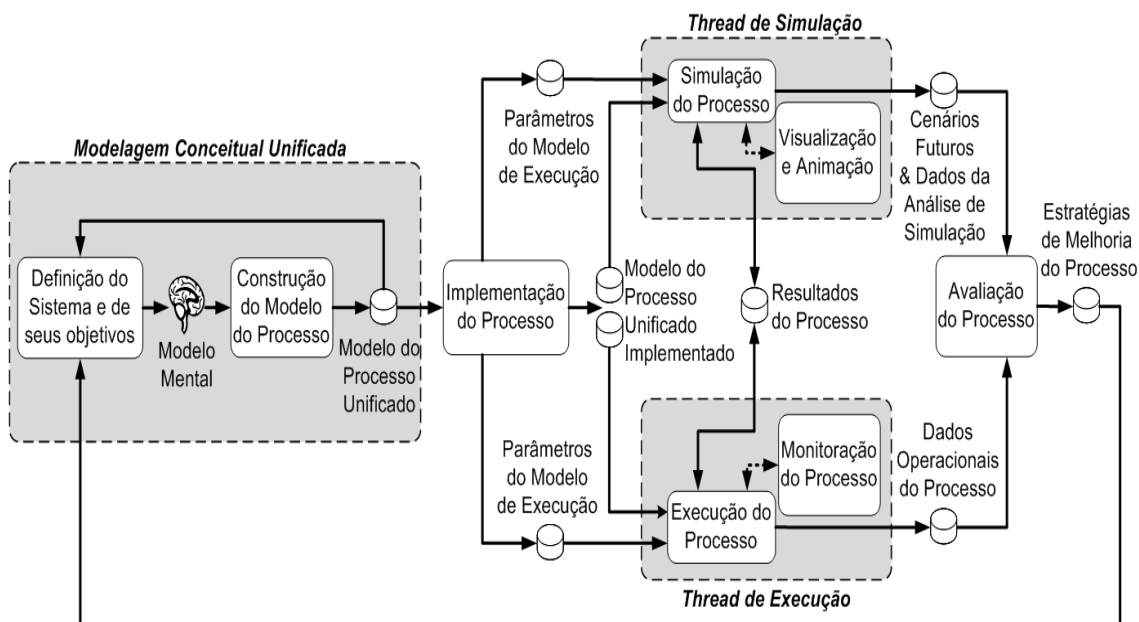 Thread de Simulação
Simulação
do Processo
Visualização
e Animação
Parâmetros
do Modelo
de Execução
Cenários
Futuros
& Dados da
Análise de
Simulação
Modelagem Conceitual Unificada
Definição do
Sistema e de
seus objetivos
Modelo
Mental
Construção
do Modelo
do Processo
Modelo do
Processo
Unificado
Implementação
do Processo
Modelo do
Processo
Unificado
Implementado
Resultados
do Processo
Avaliação
do Processo
Estratégias
de Melhoria
do Processo
Parâmetros
do Modelo
de Execução
Monitoração
do Processo
Execução do
Processo
Dados
Operacionais
do Processo
Thread de Execução